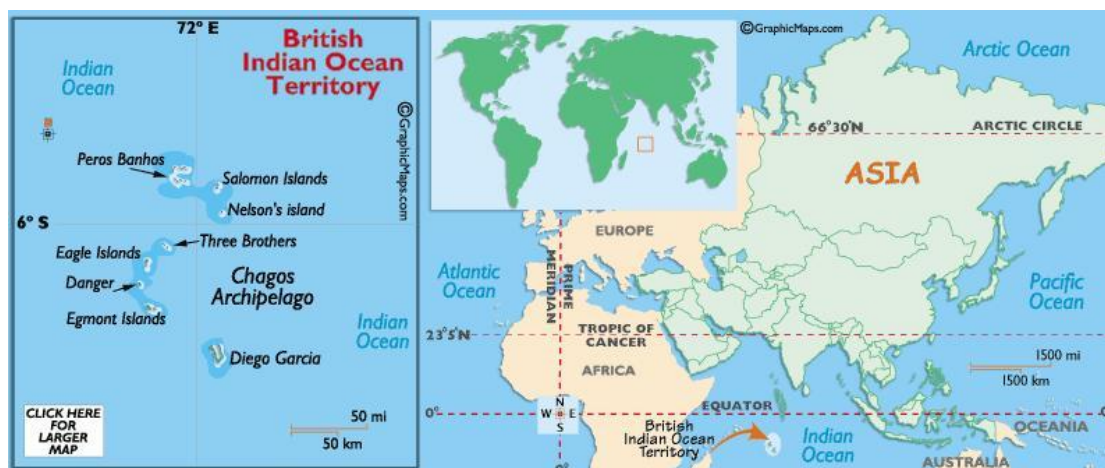 72° E
British
Indian Ocean
Territory
Indian
Ocean
©GraphicMaps.com
Peros Banhos
Salomon Islands
Nelson's island
6° S
Three Brothers
Eagle Islands
Danger
Chagos
Archipelago
Egmont Islands
Indian
Ocean
Diego Garcia
CLICK HERE
FOR
LARGER
MAP
50 mi
50 km
©GraphicMaps.com
Arctic Ocean
66°30'N
ARCTIC CIRCLE
ASIA
EUROPE
Atlantic
Ocean
PRIME
MERIDIAN
Pacific
Ocean
23°5'N
TROPIC OF
CANCER
AFRICA
1500 mi
1500 km
0°
N
W E
S
EQUATOR
British
Indian Ocean
Territory
Indian
Ocean
OCEANIA
AUSTRALIA